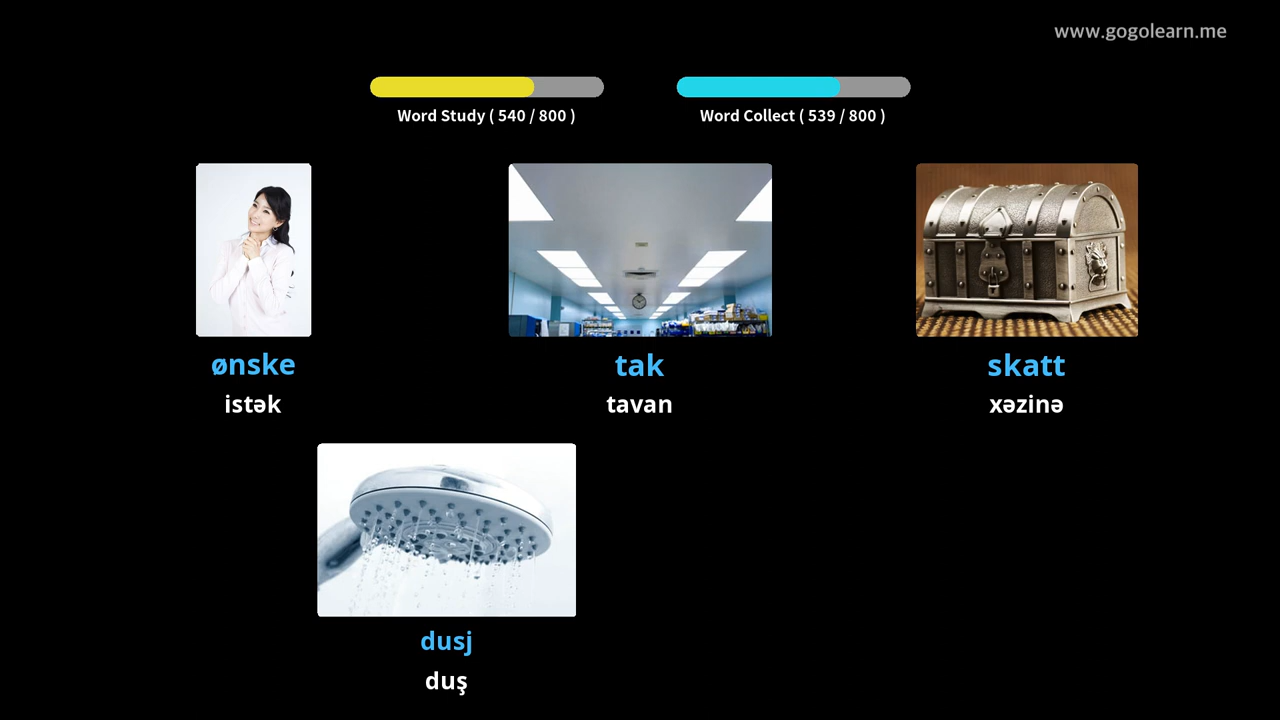 www.gogolearn.me
Word Study ( 540 / 800 )
Word Collect ( 539 / 800 )
ønske
istək
tak
tavan
skatt
xəzinə
dusj
duş